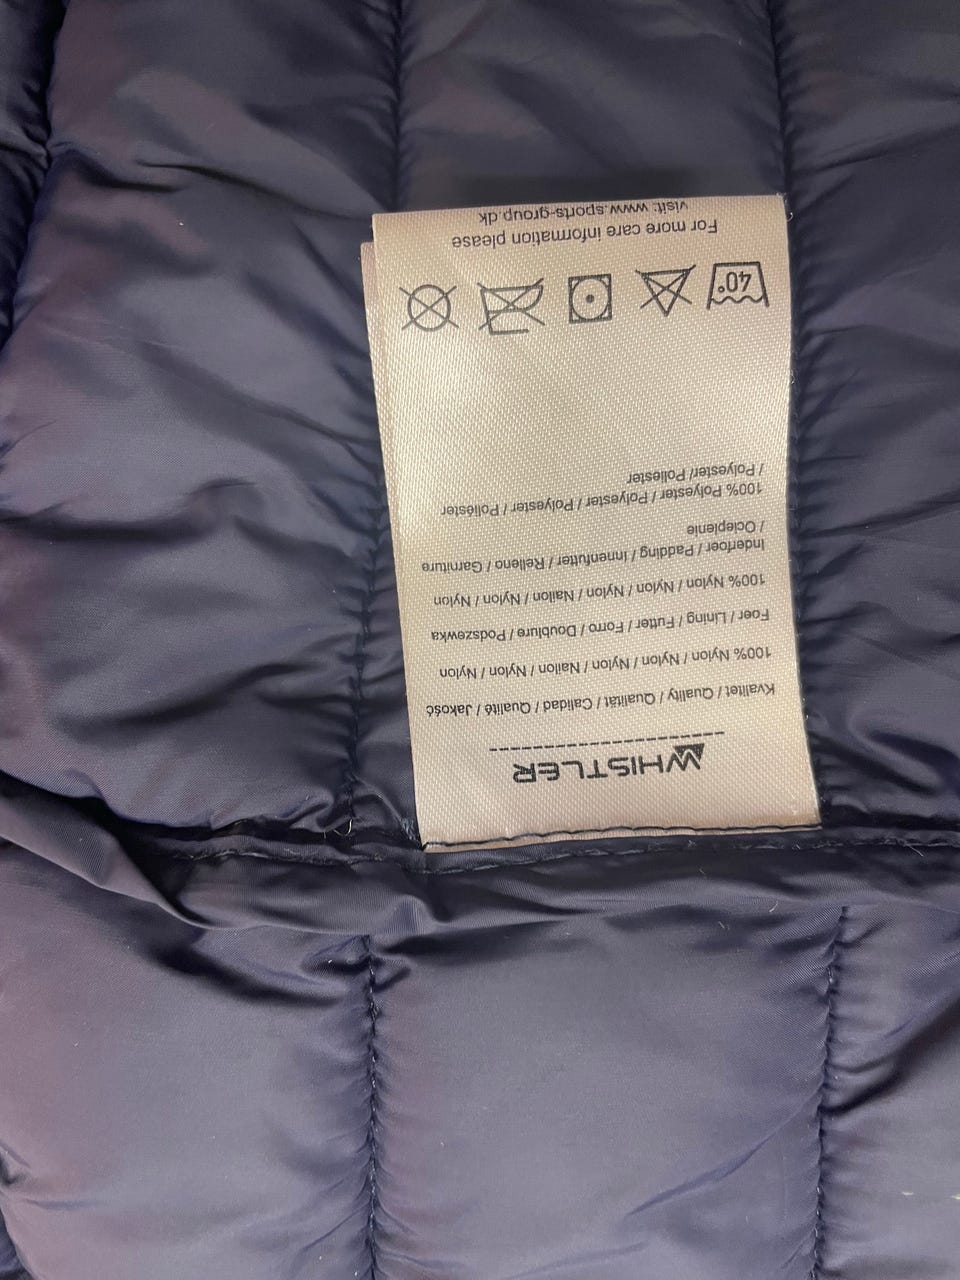 WHISTLER
Kvalitet / Quality / Qualität / Calidad / Qualité / Jakość
100% Nylon / Nylon / Nylon / Nailon / Nylon / Nylon
Foer / Lining / Futter / Forro / Doublure / Podszewka
100% Nylon / Nylon / Nylon / Nailon / Nylon / Nylon
Inderfoer / Padding / Innenfutter / Relleno / Garniture
/ Ocieplenie
100% Polyester / Polyester / Polyester / Polyester / Poliéster
/ Polyester/ Poliester
40°
For more care information please
visit: www.sports-group.dk